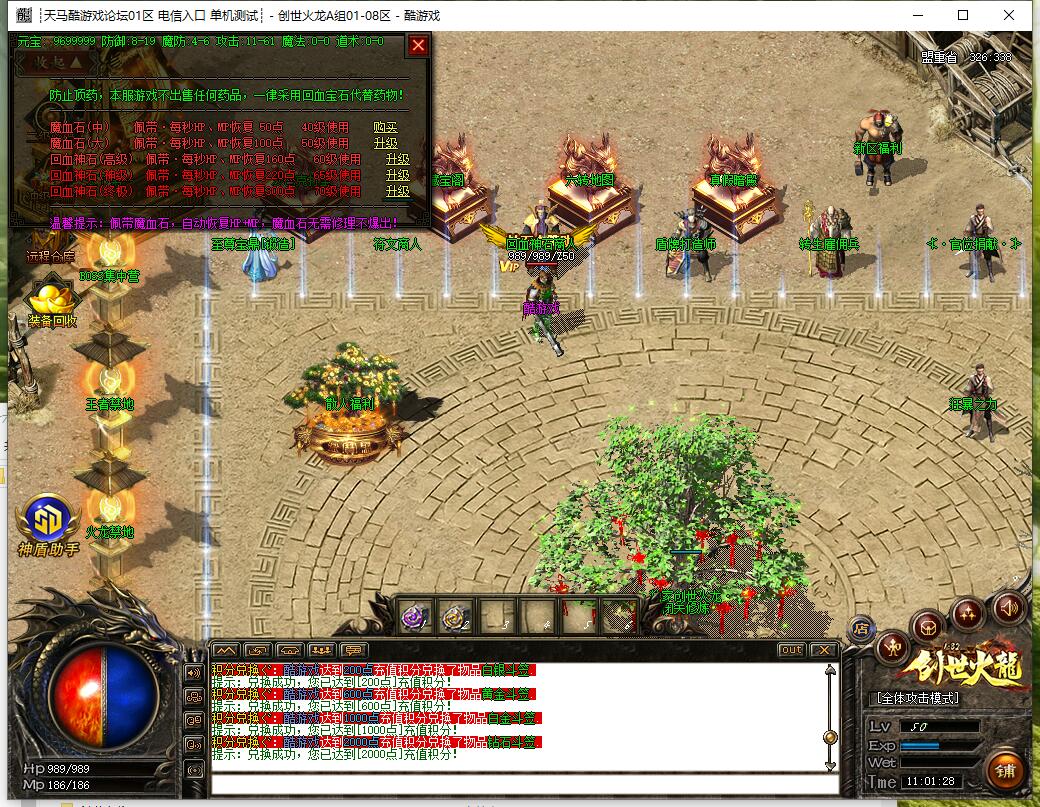 [天马酷游戏论坛01区 电信入口 单机测试] - 创世火龙A组01-08区 - 酷游戏
元宝: 9699999 防御:8-19 魔防:4-6 攻击:11-61 魔法:0-0 道术:0-0
收起▲
盟重省 326:338
防止顶药,本服游戏不出售任何药品,一律采用回血宝石代替药物!
魔血石(中) 佩带·每秒HP、MP恢复 50点 40级使用 购买
魔血石(大) 佩带·每秒HP、MP恢复100点, 50级使用 升级
回血神石(高级) 佩带·每秒HP、MP恢复160点 60级使用 升级
回血神石(神级) 佩带·每秒HP、MP恢复220点 65级使用 升级
回血神石(终极) 佩带·每秒HP、MP恢复300点 70级使用 升级
温馨提示: 佩带魔血石,自动恢复HP+MP,魔血石无需修理不爆出!
新区福利
六转地图
真假暗殿
符文商人
回血神石商人
盾牌打造师
转生雇佣兵
·官位捐献·
989/989/Z50
VIP
远程仓库
BOSS集中营
酷游戏
装备回收
王者禁地
散人福利
狂暴之力
火龙禁地
神盾助手
闭关修炼
1 2 3 4 5 6
店
out
积分兑换：酷游戏达到200点充值积分兑换了物品白银斗笠.
提示: 兑换成功,您已达到[200点]充值积分!
积分兑换：酷游戏达到600点充值积分兑换了物品黄金斗笠.
提示: 兑换成功,您已达到[600点]充值积分!
积分兑换：酷游戏达到1000点充值积分兑换了物品白金斗笠.
提示: 兑换成功,您已达到[1000点]充值积分!
积分兑换：酷游戏达到2000点充值积分兑换了物品钻石斗笠.
提示: 兑换成功,您已达到[2000点]充值积分!
1.82
创世火龍
[全体攻击模式]
Lv 50
Exp
Wet
Tme 11:01:28
铺
Hp 989/989
Mp 186/186